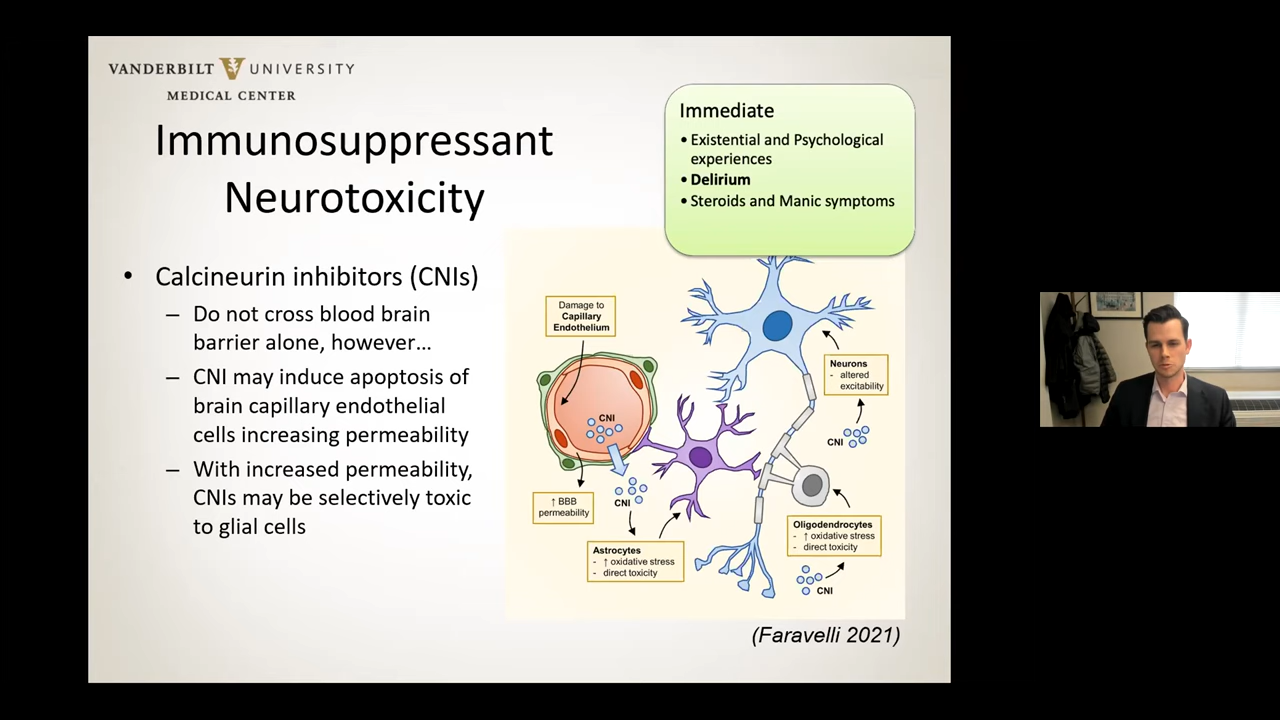 VANDERBILT UNIVERSITY
MEDICAL CENTER
Immunosuppressant
Neurotoxicity
Immediate
• Existential and Psychological
experiences
• Delirium
• Steroids and Manic symptoms
• Calcineurin inhibitors (CNIs)
– Do not cross blood brain
barrier alone, however…
– CNI may induce apoptosis of
brain capillary endothelial
cells increasing permeability
– With increased permeability,
CNIs may be selectively toxic
to glial cells
Damage to
Capillary
Endothelium
CNI
↑ BBB
permeability
CNI
Astrocytes
- ↑ oxidative stress
- direct toxicity
Neurons
- altered
excitability
CNI
Oligodendrocytes
- ↑ oxidative stress
- direct toxicity
CNI
(Faravelli 2021)